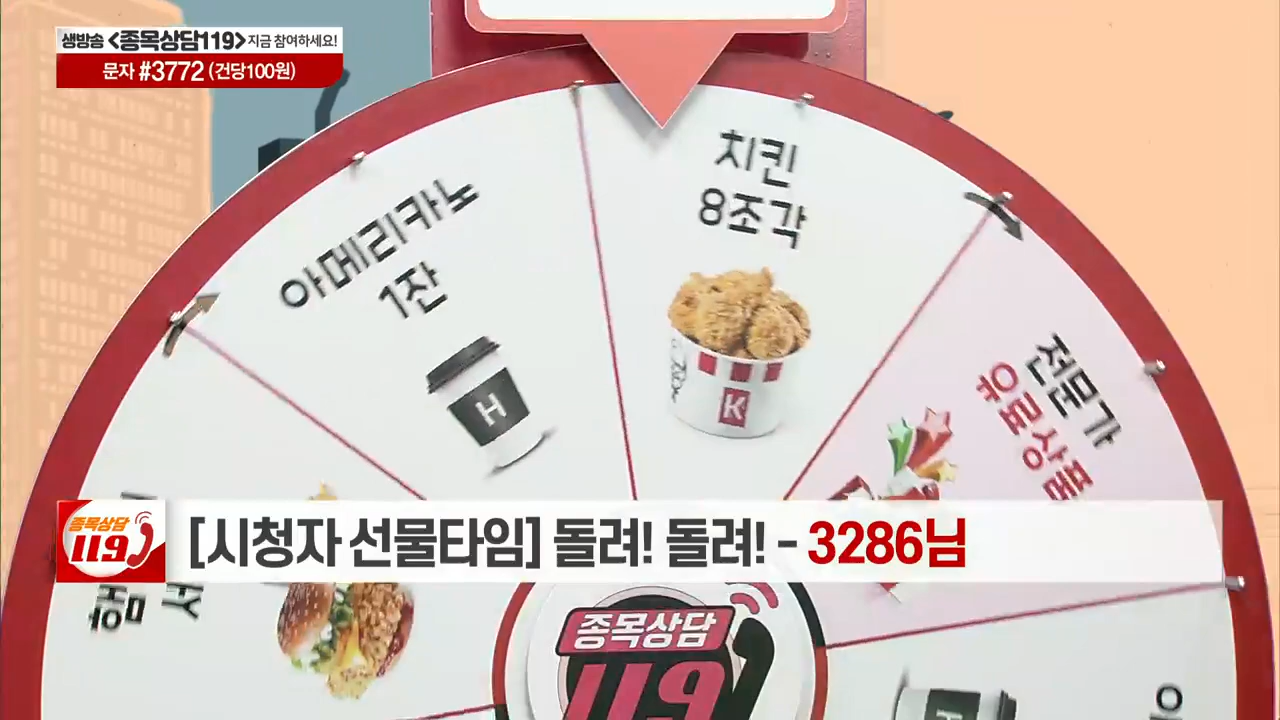 생방송 <종목상담119> 지금 참여하세요!
문자 #3772 (건당100원)
치킨
8조각
아메리카노
1잔
H
K
전문가
유료상품
종목상담
119
[시청자 선물타임] 돌려! 돌려! - 3286님
종목상담
119